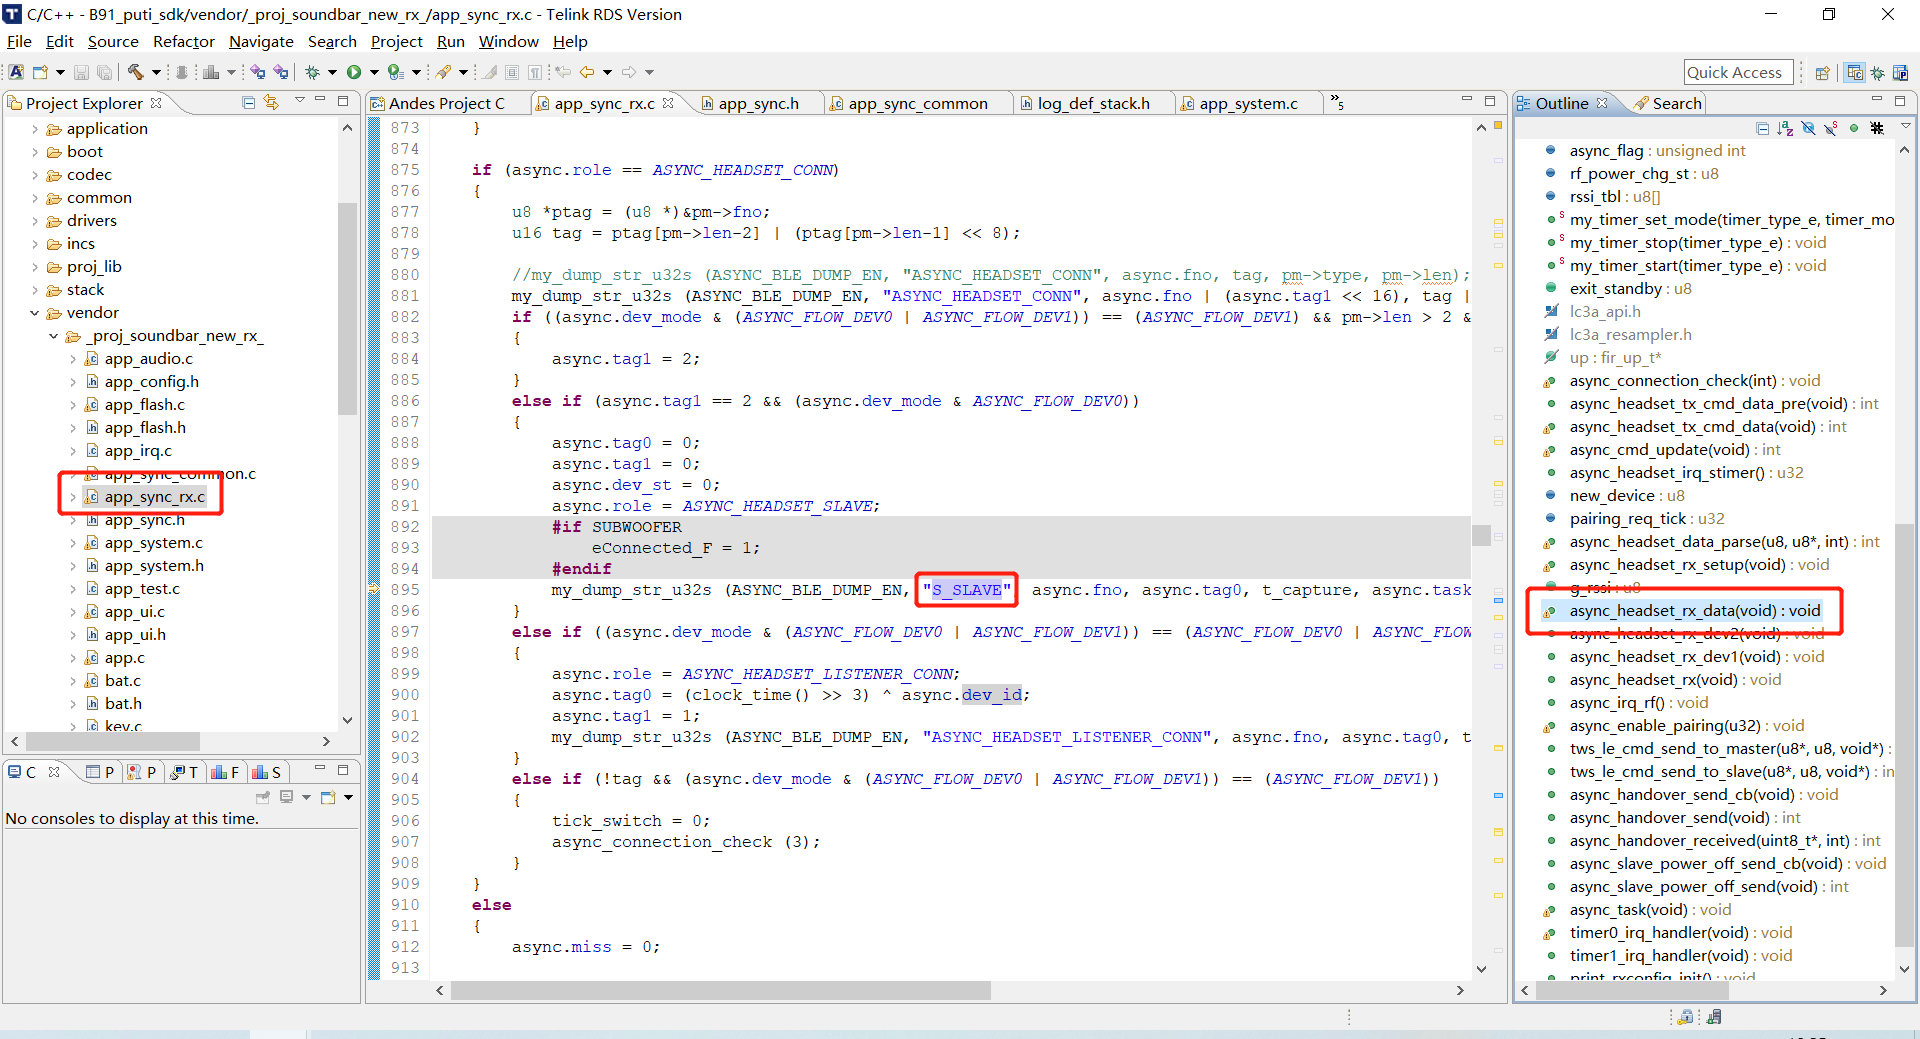 C/C++ - B91_puti_sdk/vendor/_proj_soundbar_new_rx_/app_sync_rx.c - Telink RDS Version
File Edit Source Refactor Navigate Search Project Run Window Help
Quick Access
Project Explorer
application
boot
codec
common
drivers
incs
proj_lib
stack
vendor
_proj_soundbar_new_rx_
app_audio.c
app_config.h
app_flash.c
app_flash.h
app_irq.c
app_sync_common.c
app_sync_rx.c
app_sync.h
app_system.c
app_system.h
app_test.c
app_ui.c
app_ui.h
app.c
bat.c
bat.h
key.c
C P P T F S
No consoles to display at this time.
Andes Project C app_sync_rx.c app_sync.h app_sync_common log_def_stack.h app_system.c »5
873 }
874
875 if (async.role == ASYNC_HEADSET_CONN)
876 {
877 u8 *ptag = (u8 *)&pm->fno;
878 u16 tag = ptag[pm->len-2] | (ptag[pm->len-1] << 8);
879
880 //my_dump_str_u32s (ASYNC_BLE_DUMP_EN, "ASYNC_HEADSET_CONN", async.fno, tag, pm->type, pm->len);
881 my_dump_str_u32s (ASYNC_BLE_DUMP_EN, "ASYNC_HEADSET_CONN", async.fno | (async.tag1 << 16), tag |
882 if ((async.dev_mode & (ASYNC_FLOW_DEV0 | ASYNC_FLOW_DEV1)) == (ASYNC_FLOW_DEV1) && pm->len > 2 &
883 {
884 async.tag1 = 2;
885 }
886 else if (async.tag1 == 2 && (async.dev_mode & ASYNC_FLOW_DEV0))
887 {
888 async.tag0 = 0;
889 async.tag1 = 0;
890 async.dev_st = 0;
891 async.role = ASYNC_HEADSET_SLAVE;
892 #if SUBWOOFER
893 eConnected_F = 1;
894 #endif
895 my_dump_str_u32s (ASYNC_BLE_DUMP_EN, "S_SLAVE", async.fno, async.tag0, t_capture, async.task
896 }
897 else if ((async.dev_mode & (ASYNC_FLOW_DEV0 | ASYNC_FLOW_DEV1)) == (ASYNC_FLOW_DEV0 | ASYNC_FLOW
898 {
899 async.role = ASYNC_HEADSET_LISTENER_CONN;
900 async.tag0 = (clock_time() >> 3) ^ async.dev_id;
901 async.tag1 = 1;
902 my_dump_str_u32s (ASYNC_BLE_DUMP_EN, "ASYNC_HEADSET_LISTENER_CONN", async.fno, async.tag0, t
903 }
904 else if (!tag && (async.dev_mode & (ASYNC_FLOW_DEV0 | ASYNC_FLOW_DEV1)) == (ASYNC_FLOW_DEV1))
905 {
906 tick_switch = 0;
907 async_connection_check (3);
908 }
909 }
910 else
911 {
912 async.miss = 0;
913
Outline Search
async_flag : unsigned int
rf_power_chg_st : u8
rssi_tbl : u8[]
my_timer_set_mode(timer_type_e, timer_mo
my_timer_stop(timer_type_e) : void
my_timer_start(timer_type_e) : void
exit_standby : u8
lc3a_api.h
lc3a_resampler.h
up : fir_up_t*
async_connection_check(int) : void
async_headset_tx_cmd_data_pre(void) : int
async_headset_tx_cmd_data(void) : int
async_cmd_update(void) : int
async_headset_irq_stimer() : u32
new_device : u8
pairing_req_tick : u32
async_headset_data_parse(u8, u8*, int) : int
async_headset_rx_setup(void) : void
g_rssi : u8
async_headset_rx_data(void) : void
async_headset_rx_dev2(void) : void
async_headset_rx_dev1(void) : void
async_headset_rx(void) : void
async_irq_rf() : void
async_enable_pairing(u32) : void
tws_le_cmd_send_to_master(u8*, u8, void*) :
tws_le_cmd_send_to_slave(u8*, u8, void*) : in
async_handover_send_cb(void) : void
async_handover_send(void) : int
async_handover_received(uint8_t*, int) : int
async_slave_power_off_send_cb(void) : void
async_slave_power_off_send(void) : int
async_task(void) : void
timer0_irq_handler(void) : void
timer1_irq_handler(void) : void
print_rxconfig_init() : void